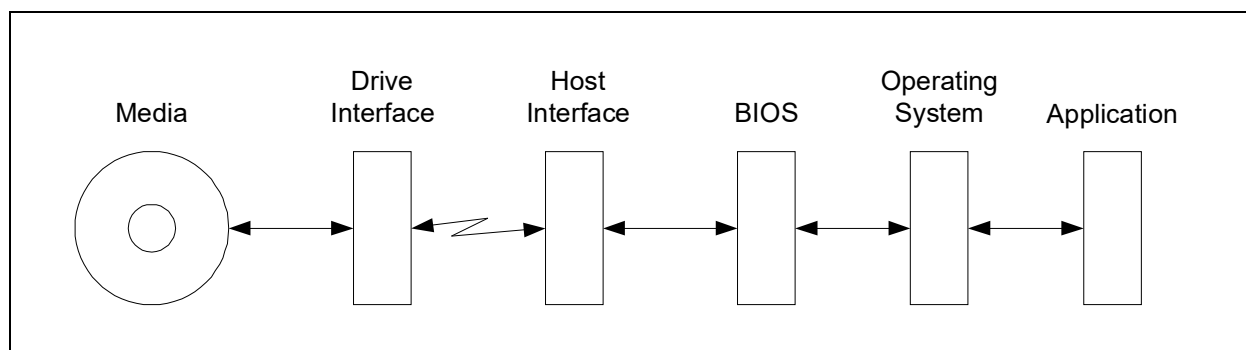 Media
Drive
Interface
Host
Interface
BIOS
Operating
System
Application